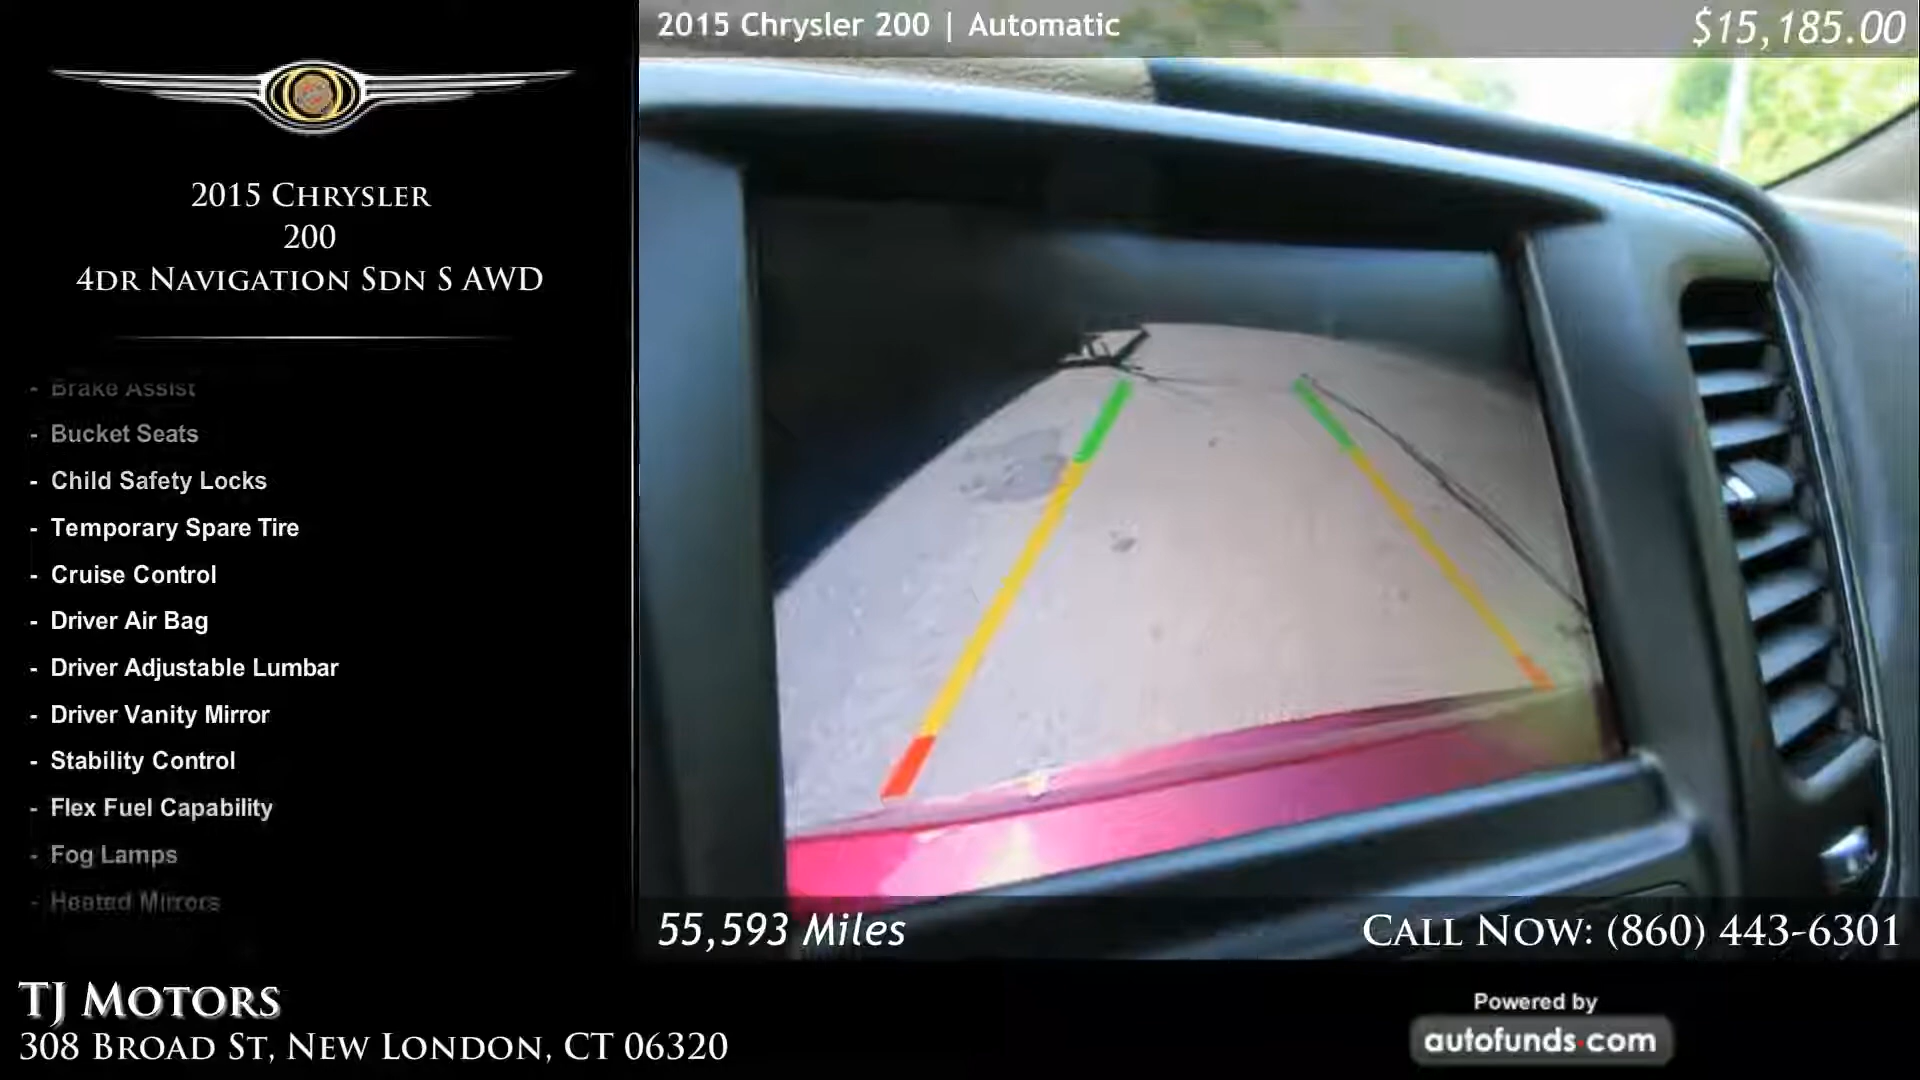 2015 Chrysler
200
4dr Navigation Sdn S AWD
- Brake Assist
- Bucket Seats
- Child Safety Locks
- Temporary Spare Tire
- Cruise Control
- Driver Air Bag
- Driver Adjustable Lumbar
- Driver Vanity Mirror
- Stability Control
- Flex Fuel Capability
- Fog Lamps
- Heated Mirrors
2015 Chrysler 200 | Automatic
$15,185.00
55,593 Miles
Call Now: (860) 443-6301
TJ Motors
308 Broad St, New London, CT 06320
Powered by
autofunds.com